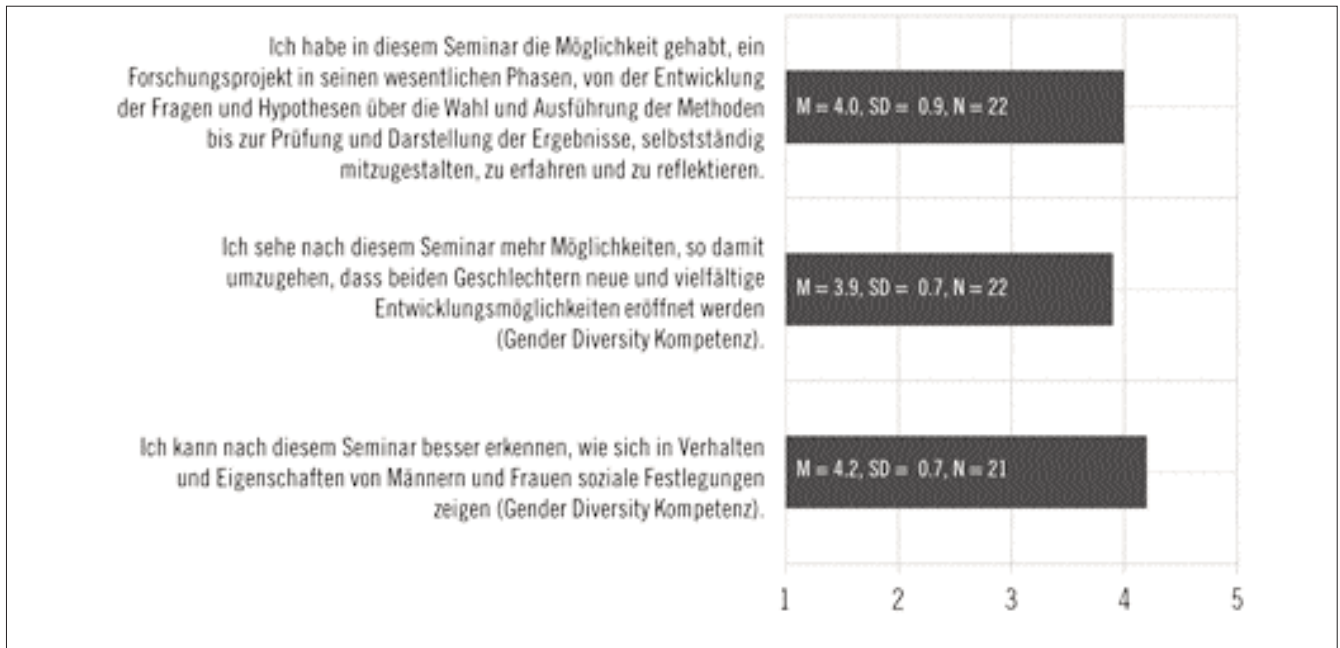 Ich habe in diesem Seminar die Möglichkeit gehabt, ein
Forschungsprojekt in seinen wesentlichen Phasen, von der Entwicklung
der Fragen und Hypothesen über die Wahl und Ausführung der Methoden
bis zur Prüfung und Darstellung der Ergebnisse, selbstständig
mitzugestalten, zu erfahren und zu reflektieren.
M = 4.0, SD = 0.9, N = 22
Ich sehe nach diesem Seminar mehr Möglichkeiten, so damit
umzugehen, dass beiden Geschlechtern neue und vielfältige
Entwicklungsmöglichkeiten eröffnet werden
(Gender Diversity Kompetenz).
M = 3.9, SD = 0.7, N = 22
Ich kann nach diesem Seminar besser erkennen, wie sich in Verhalten
und Eigenschaften von Männern und Frauen soziale Festlegungen
zeigen (Gender Diversity Kompetenz).
M = 4.2, SD = 0.7, N = 21
1 2 3 4 5